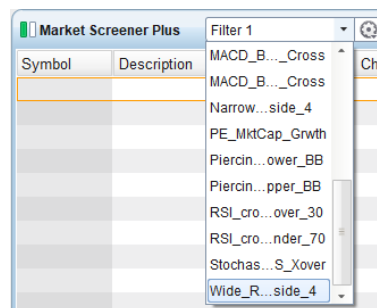 Market Screener Plus
Filter 1
Symbol
Description
Ch
MACD_B..._Cross
MACD_B..._Cross
Narrow...side_4
PE_MktCap_Grwth
Piercin...ower_BB
Piercin...pper_BB
RSI_cro...over_30
RSI_cro...nder_70
Stochas...S_Xover
Wide_R...side_4